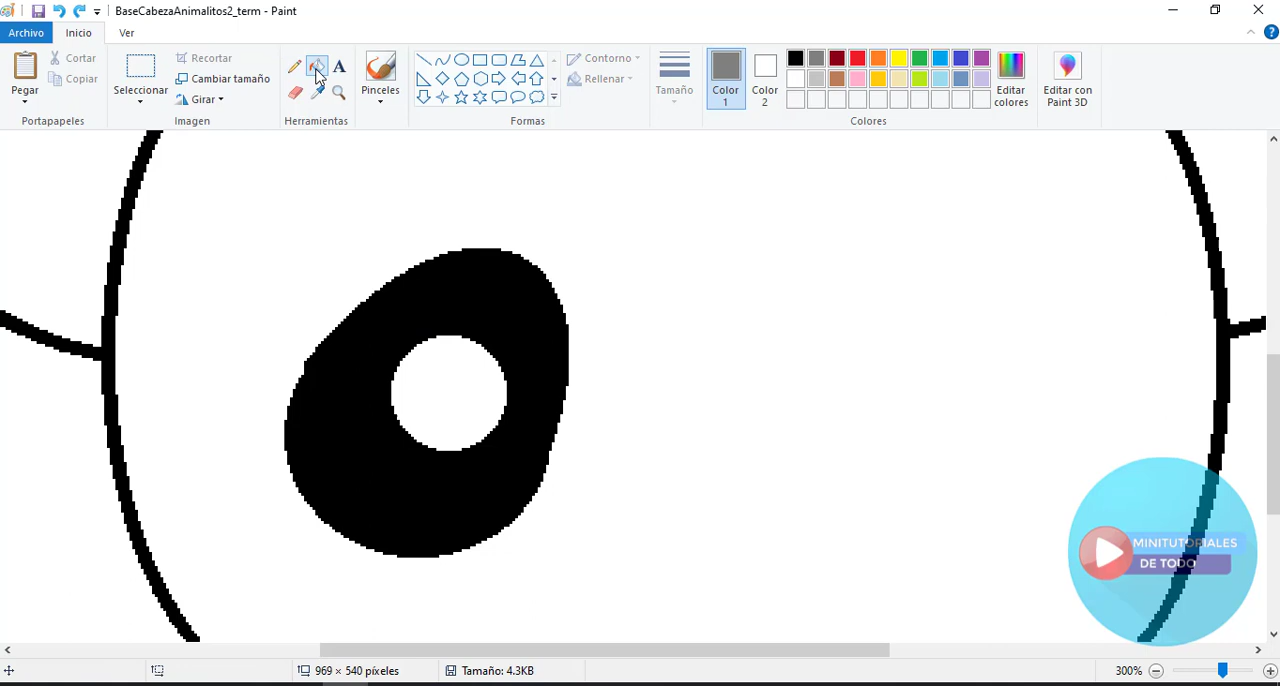 BaseCabezaAnimalitos2_term - Paint
Archivo
Inicio
Ver
Pegar
Cortar
Copiar
Portapapeles
Seleccionar
Recortar
Cambiar tamaño
Girar
Imagen
A
Herramientas
Pinceles
Contorno
Rellenar
Formas
Tamaño
Color 1
Color 2
Editar colores
Colores
Editar con Paint 3D
MINITUTORIALES
DE TODO
969 × 540 píxeles
Tamaño: 4.3KB
300%